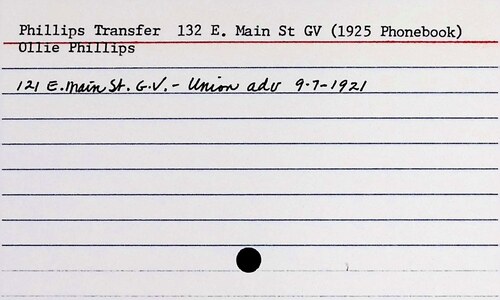 Phillips Transfer 132 E. Main St GV (1925 Phonebook)
Ollie Phillips
121 E. Main St. G.V. - Union adv 9-7-1921